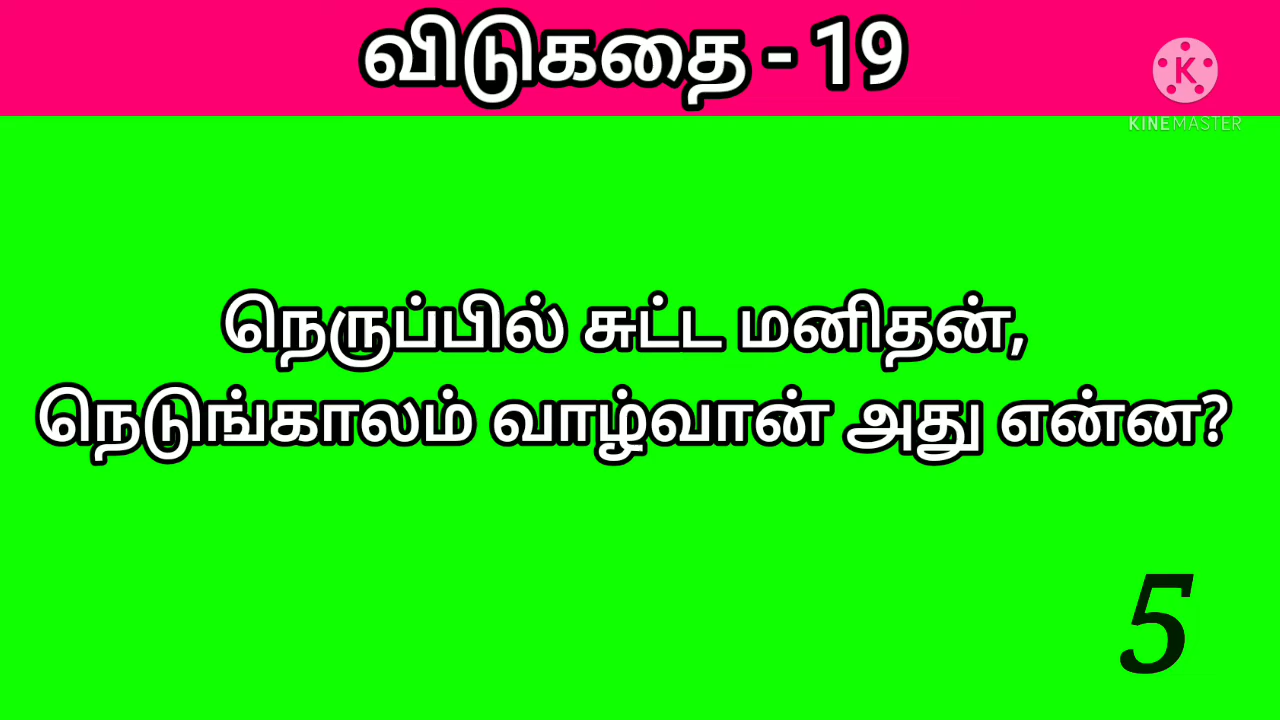 விடுகதை - 19
KINEMASTER
நெருப்பில் சுட்ட மனிதன்,
நெடுங்காலம் வாழ்வான் அது என்ன?
5